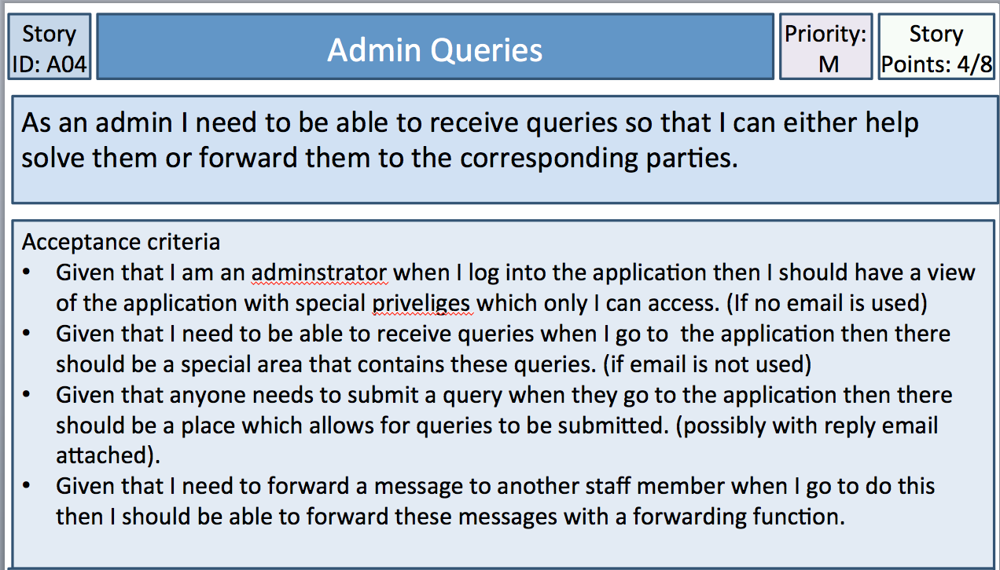 Story
ID: A04
Admin Queries
Priority:
M
Story
Points: 4/8
As an admin I need to be able to receive queries so that I can either help
solve them or forward them to the corresponding parties.
Acceptance criteria
• Given that I am an adminstrator when I log into the application then I should have a view
of the application with special priveliges which only I can access. (If no email is used)
• Given that I need to be able to receive queries when I go to  the application then there
should be a special area that contains these queries. (if email is not used)
• Given that anyone needs to submit a query when they go to the application then there
should be a place which allows for queries to be submitted. (possibly with reply email
attached).
• Given that I need to forward a message to another staff member when I go to do this
then I should be able to forward these messages with a forwarding function.